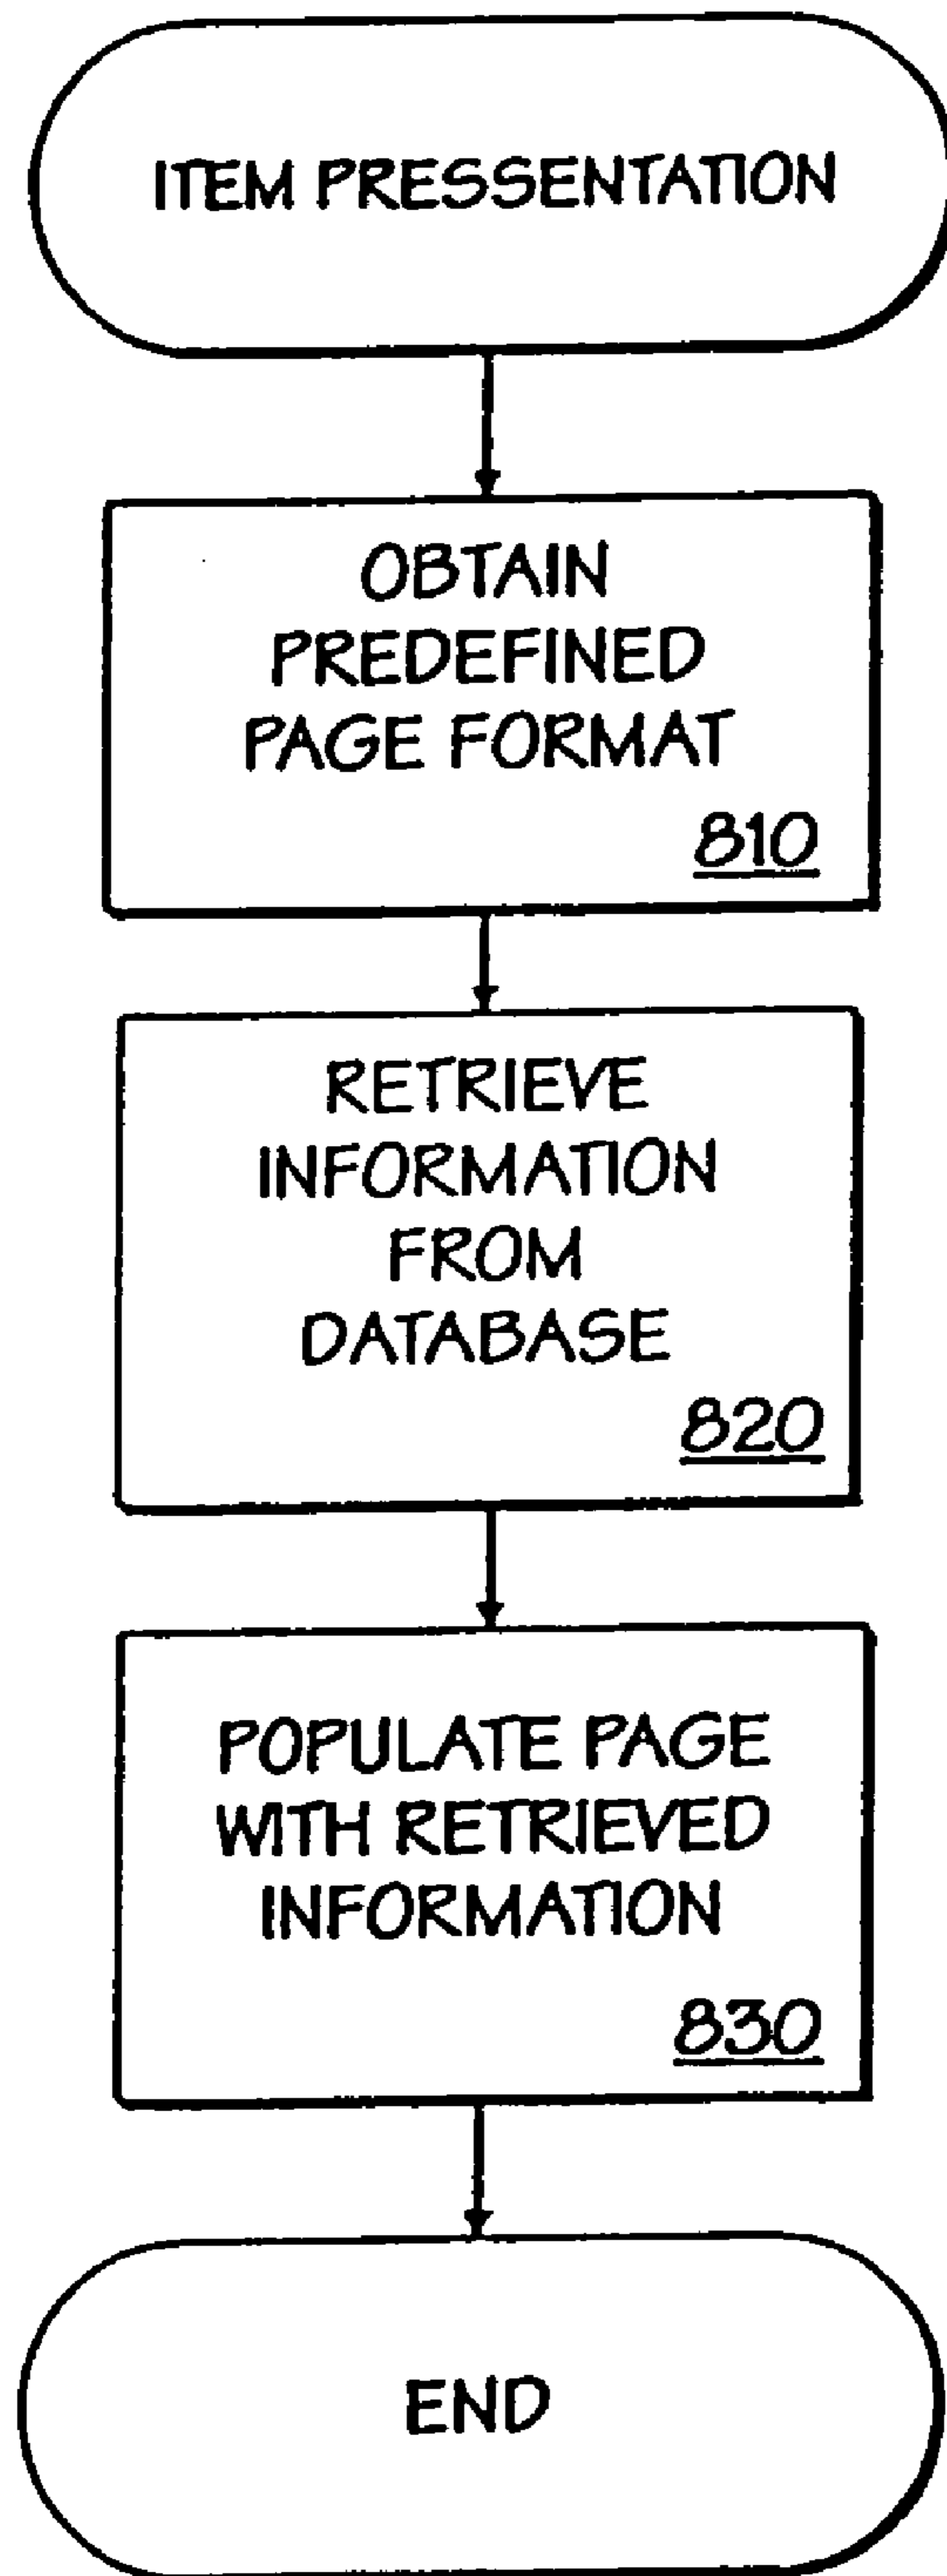 ITEM PRESSENTATION
OBTAIN
PREDEFINED
PAGE FORMAT
810
RETRIEVE
INFORMATION
FROM
DATABASE
820
POPULATE PAGE
WITH RETRIEVED
INFORMATION
830
END